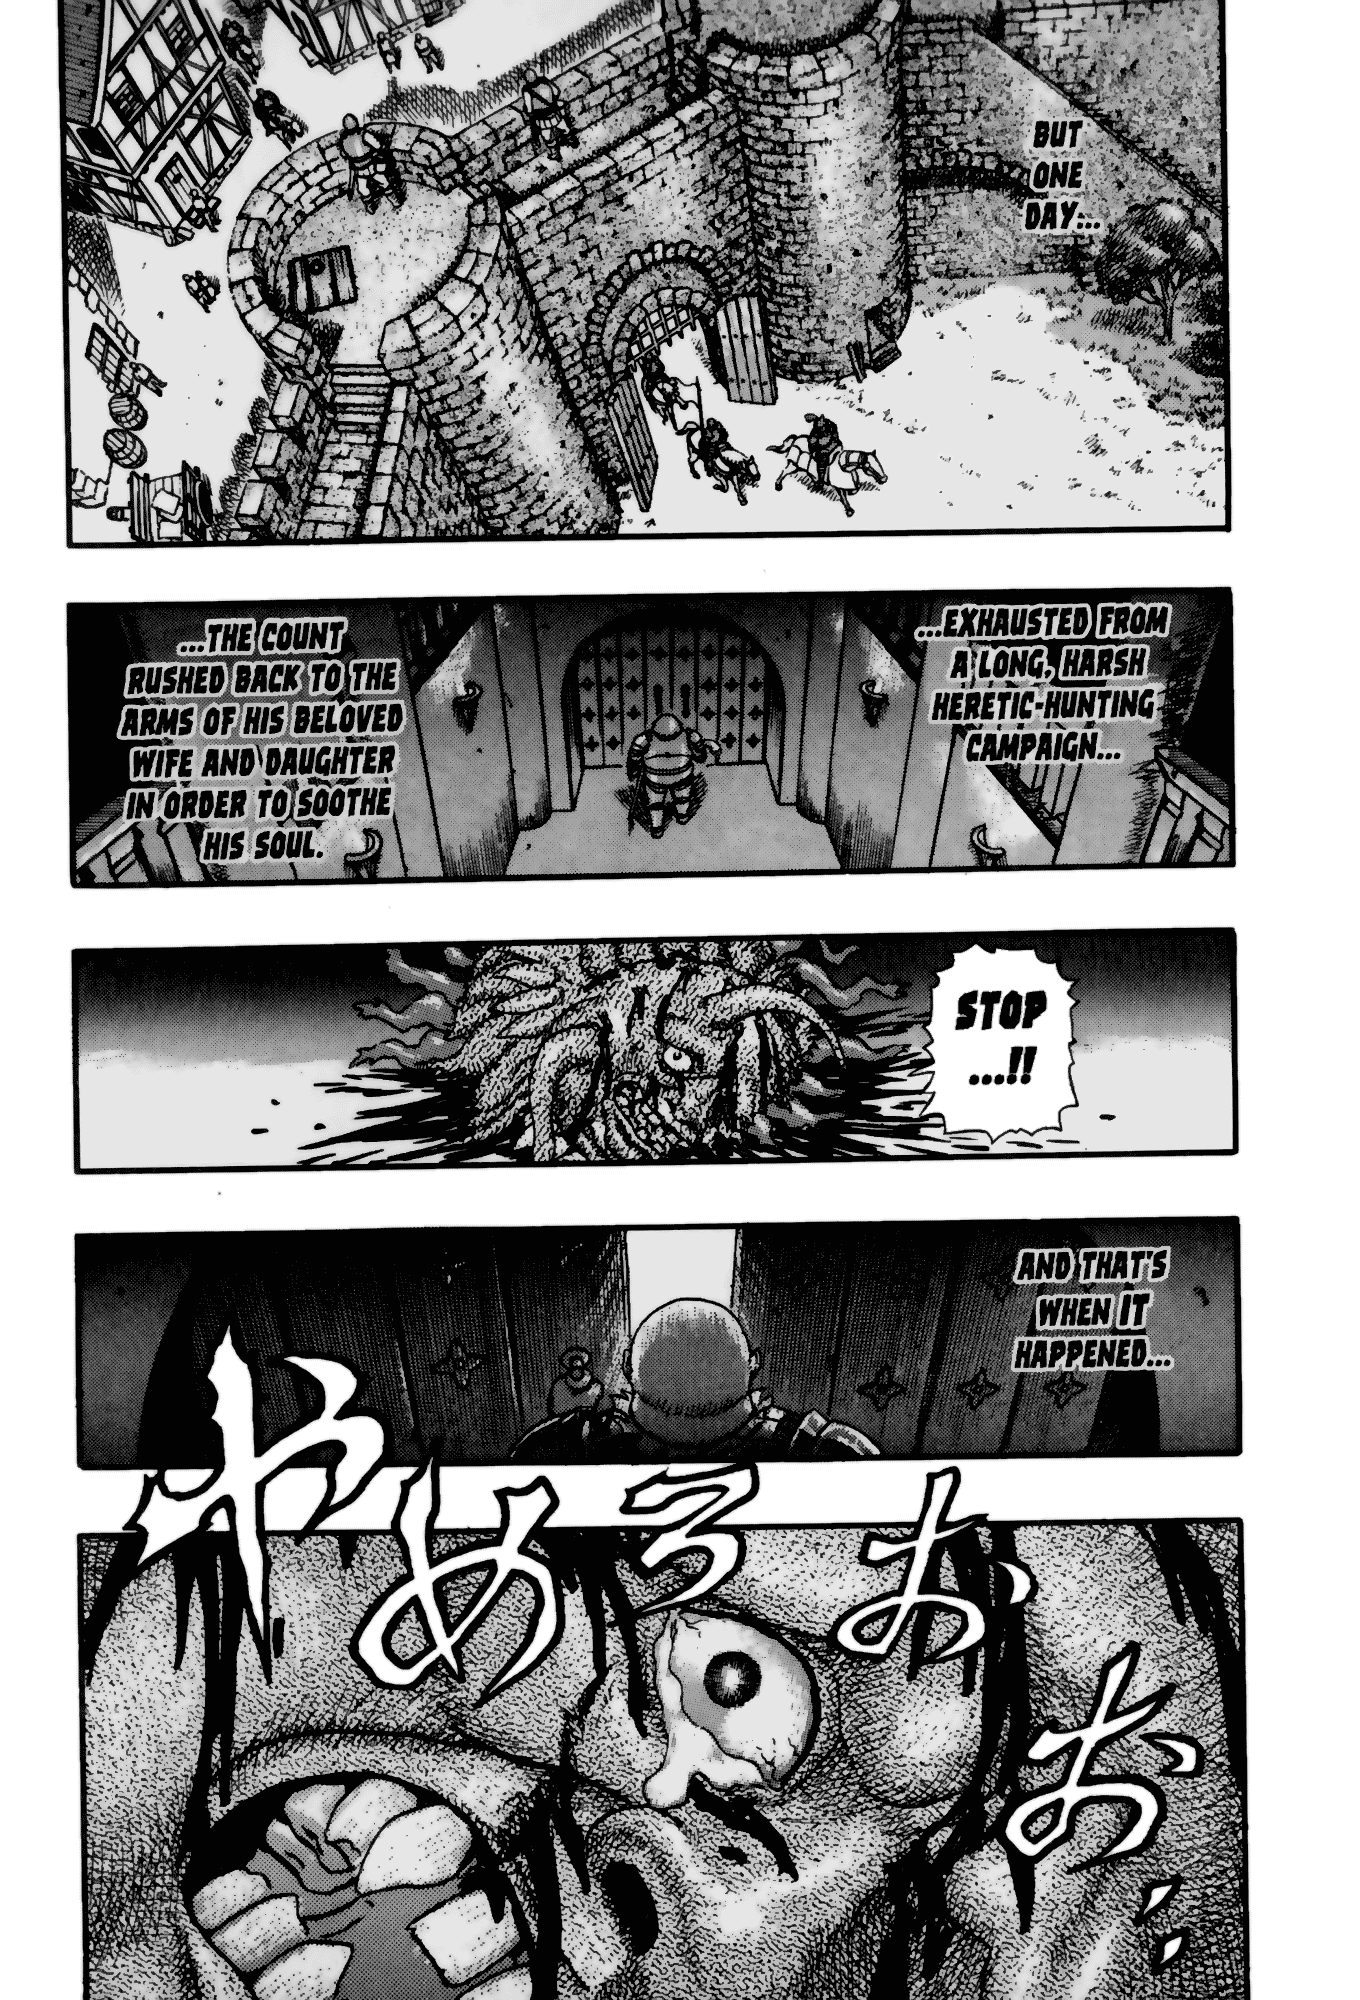 BUT
ONE
DAY...
...EXHAUSTED FROM
A LONG, HARSH
HERETIC-HUNTING
CAMPAIGN...
...THE COUNT
RUSHED BACK TO THE
ARMS OF HIS BELOVED
WIFE AND DAUGHTER
IN ORDER TO SOOTHE
HIS SOUL.
STOP
...!!
AND THAT'S
WHEN IT
HAPPENED...
やめろおお...